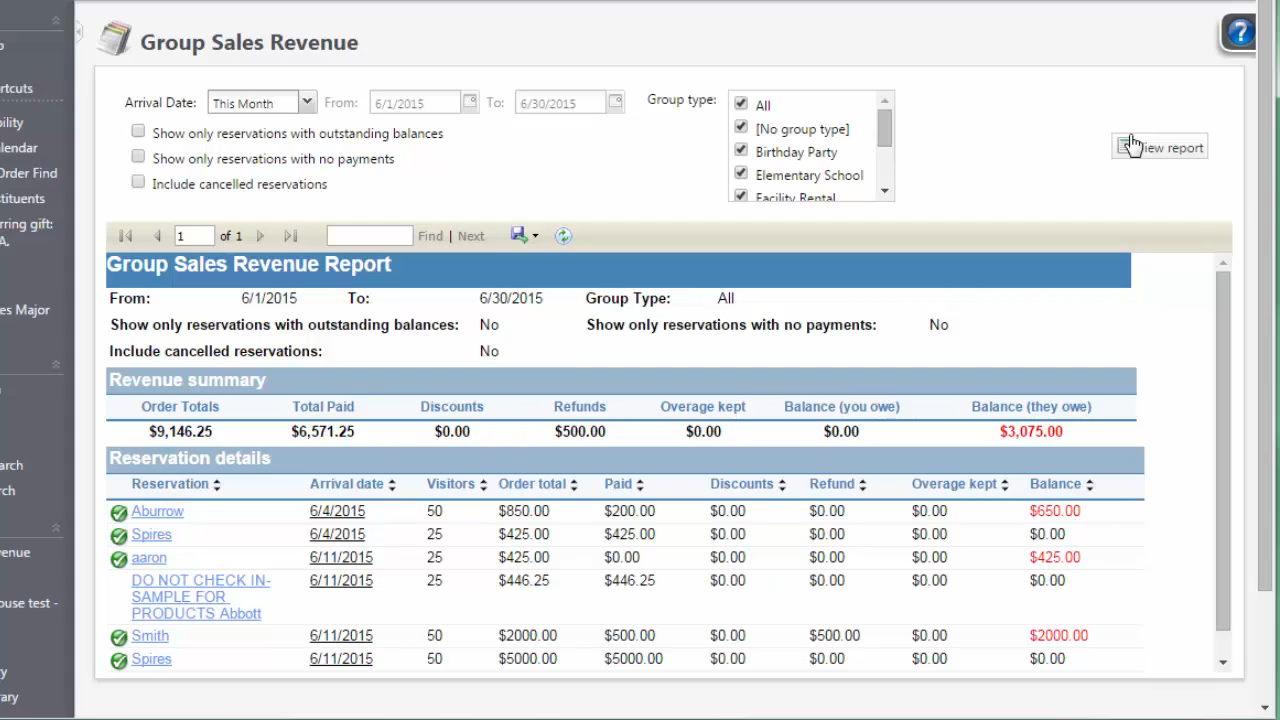 Group Sales Revenue
Arrival Date: This Month From: 6/1/2015 To: 6/30/2015 Group type:
Show only reservations with outstanding balances
Show only reservations with no payments
Include cancelled reservations
All
[No group type]
Birthday Party
Elementary School
Facility Rental
iew report
rtcuts
bility
alendar
Order Find
stituents
rring gift:
A.
es Major
arch
rch
venue
ouse test -
ry
rary
1 of 1 Find | Next
Group Sales Revenue Report
From: 6/1/2015 To: 6/30/2015 Group Type: All
Show only reservations with outstanding balances: No Show only reservations with no payments: No
Include cancelled reservations: No
Revenue summary
Order Totals Total Paid Discounts Refunds Overage kept Balance (you owe) Balance (they owe)
$9,146.25 $6,571.25 $0.00 $500.00 $0.00 $0.00 $3,075.00
Reservation details
Reservation Arrival date Visitors Order total Paid Discounts Refund Overage kept Balance
Aburrow 6/4/2015 50 $850.00 $200.00 $0.00 $0.00 $0.00 $650.00
Spires 6/4/2015 25 $425.00 $425.00 $0.00 $0.00 $0.00 $0.00
aaron 6/11/2015 25 $425.00 $0.00 $0.00 $0.00 $0.00 $425.00
DO NOT CHECK IN- 6/11/2015 25 $446.25 $446.25 $0.00 $0.00 $0.00 $0.00
SAMPLE FOR
PRODUCTS Abbott
Smith 6/11/2015 50 $2000.00 $500.00 $0.00 $500.00 $0.00 $2000.00
Spires 6/11/2015 50 $5000.00 $5000.00 $0.00 $0.00 $0.00 $0.00